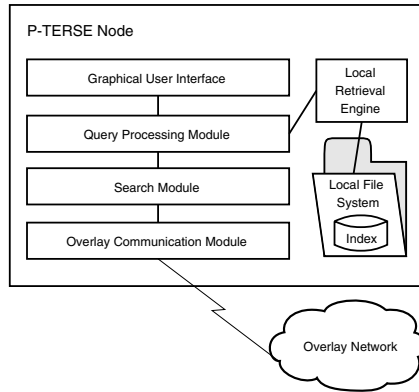 P-TERSE Node
Graphical User Interface
Query Processing Module
Search Module
Overlay Communication Module
Local
Retrieval
Engine
Local File
System
Index
Overlay Network